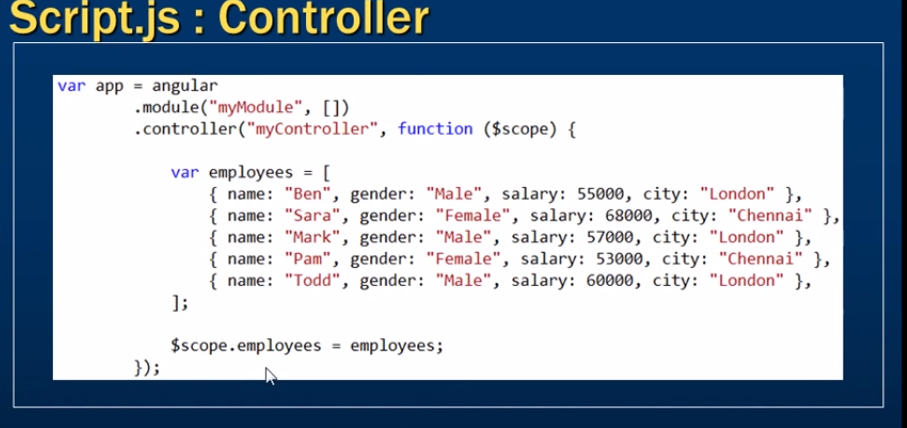 Script.js : Controller
var app = angular
.module("myModule", [])
.controller("myController", function ($scope) {
var employees = [
{ name: "Ben", gender: "Male", salary: 55000, city: "London" },
{ name: "Sara", gender: "Female", salary: 68000, city: "Chennai" },
{ name: "Mark", gender: "Male", salary: 57000, city: "London" },
{ name: "Pam", gender: "Female", salary: 53000, city: "Chennai" },
{ name: "Todd", gender: "Male", salary: 60000, city: "London" },
];
$scope.employees = employees;
});